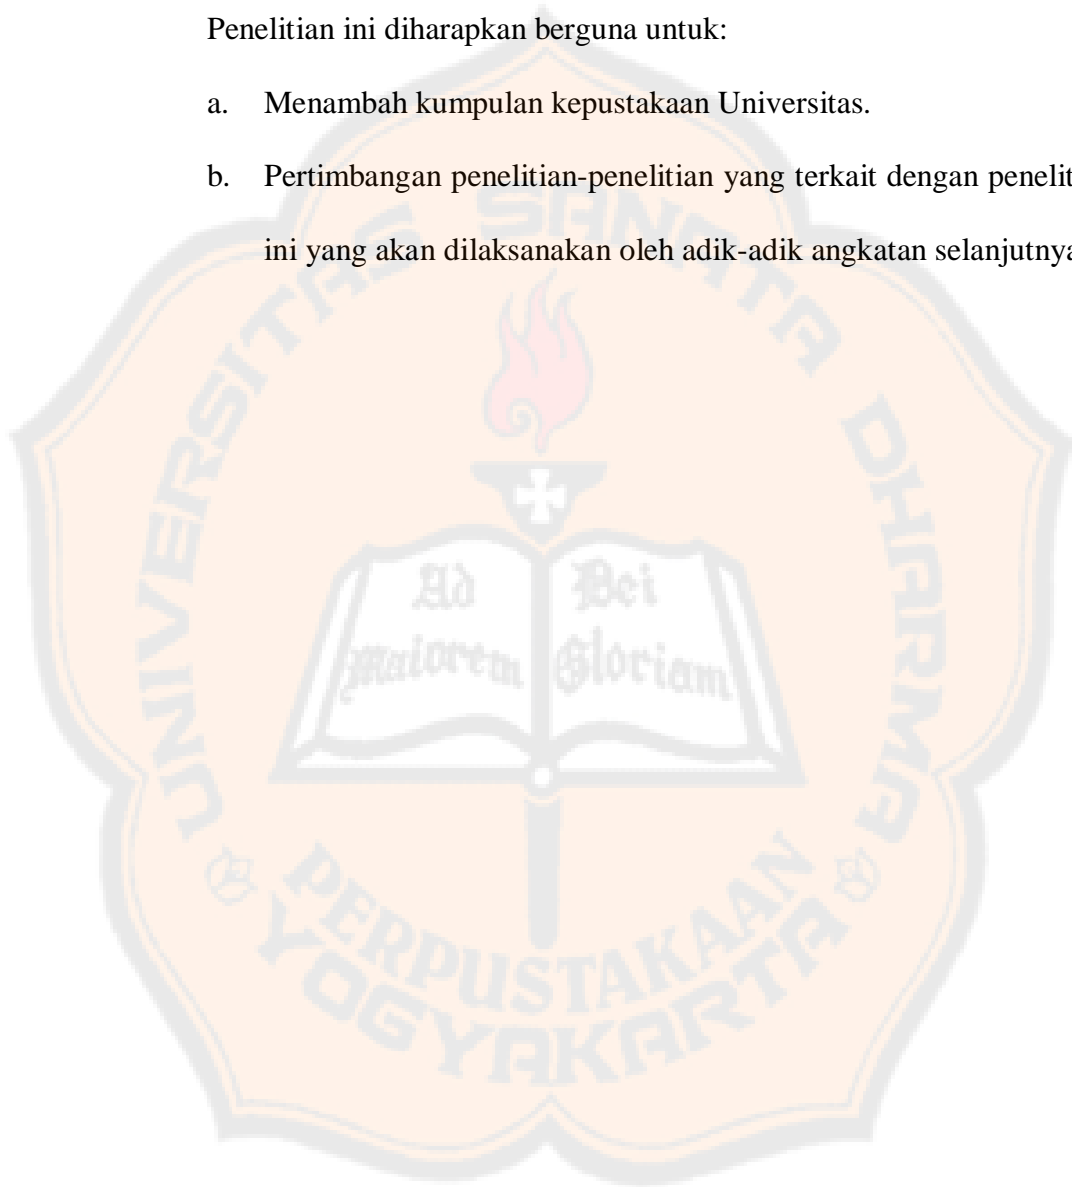 Penelitian ini diharapkan berguna untuk:
a. Menambah kumpulan kepustakaan Universitas.
b. Pertimbangan penelitian-penelitian yang terkait dengan penelit
ini yang akan dilaksanakan oleh adik-adik angkatan selanjutnya
UNIVERSITAS SANATA DHARMA
Ad
Maiorem
Dei
Gloriam
PERPUSTAKAAN
YOGYAKARTA